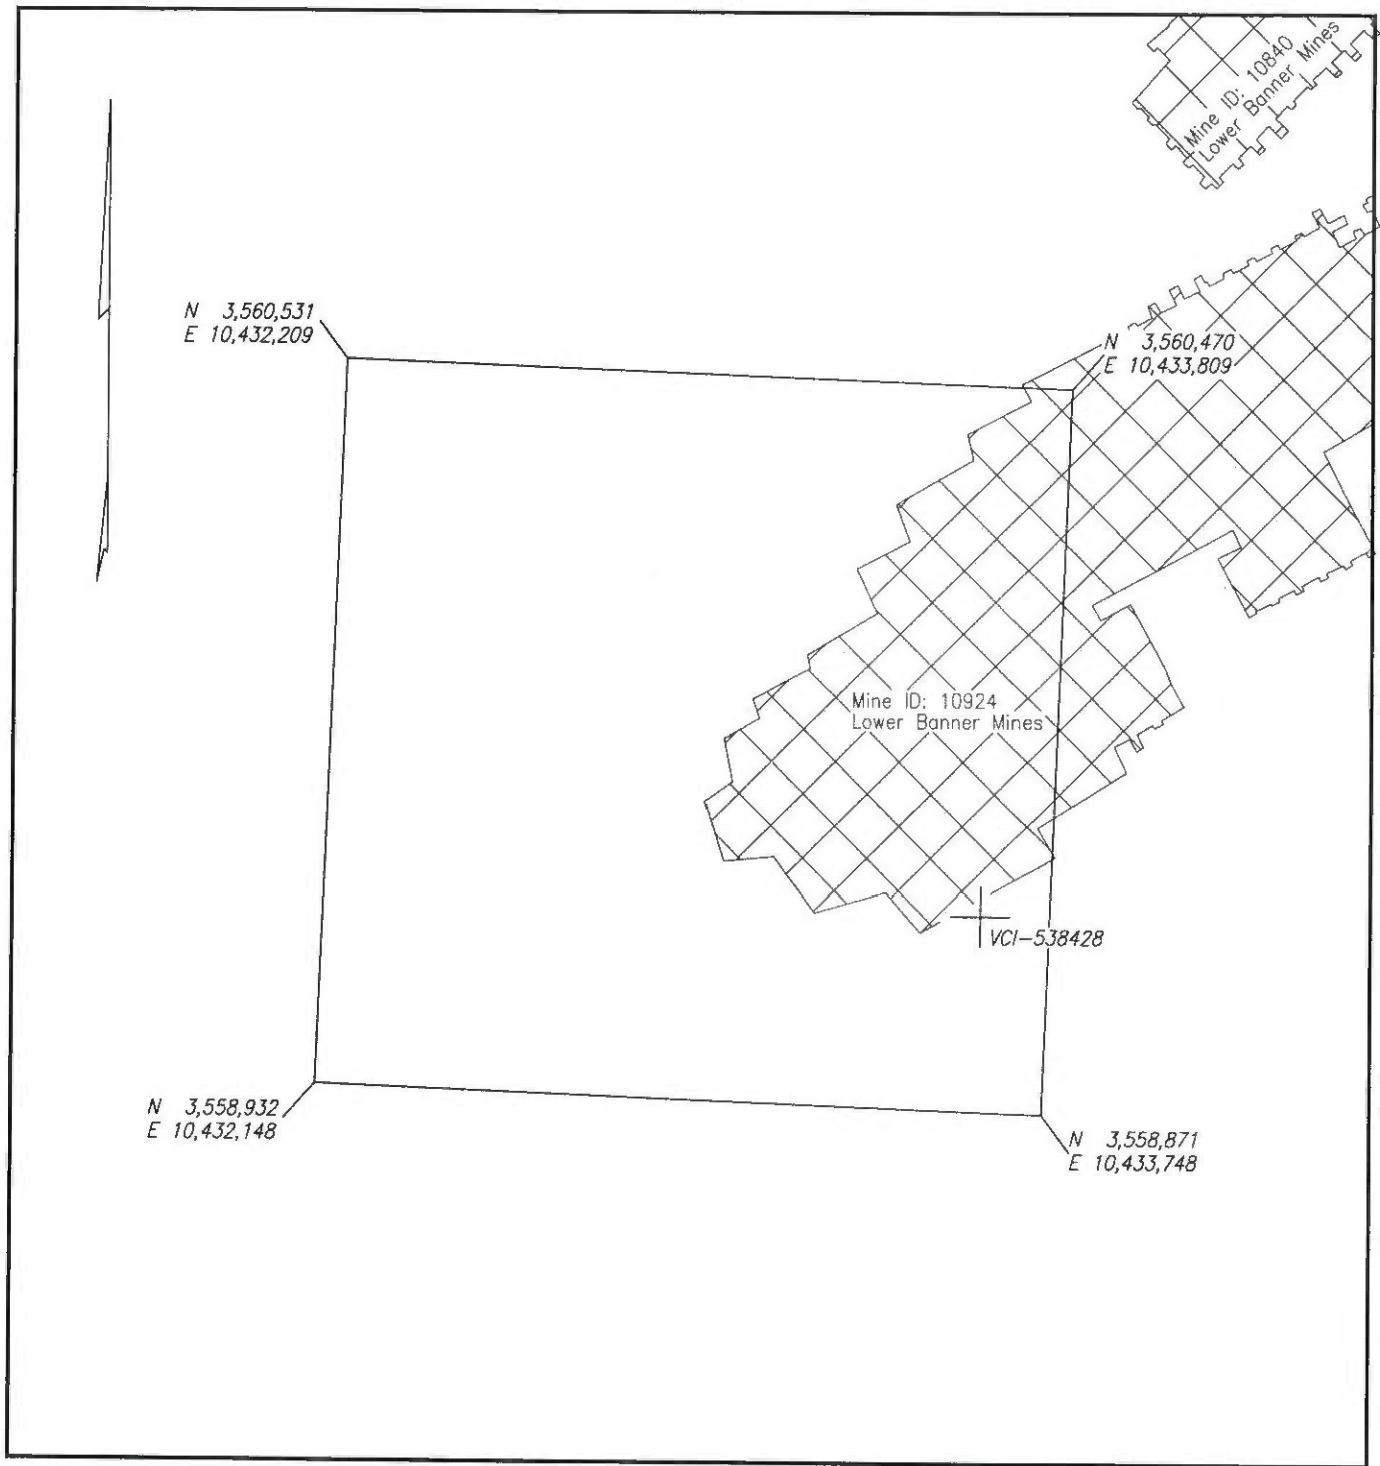 Mine ID: 10840
Lower Banner Mines
N 3,560,531
E 10,432,209
N 3,560,470
E 10,433,809
Mine ID: 10924
Lower Banner Mines
VCI-538428
N 3,558,932
E 10,432,148
N 3,558,871
E 10,433,748